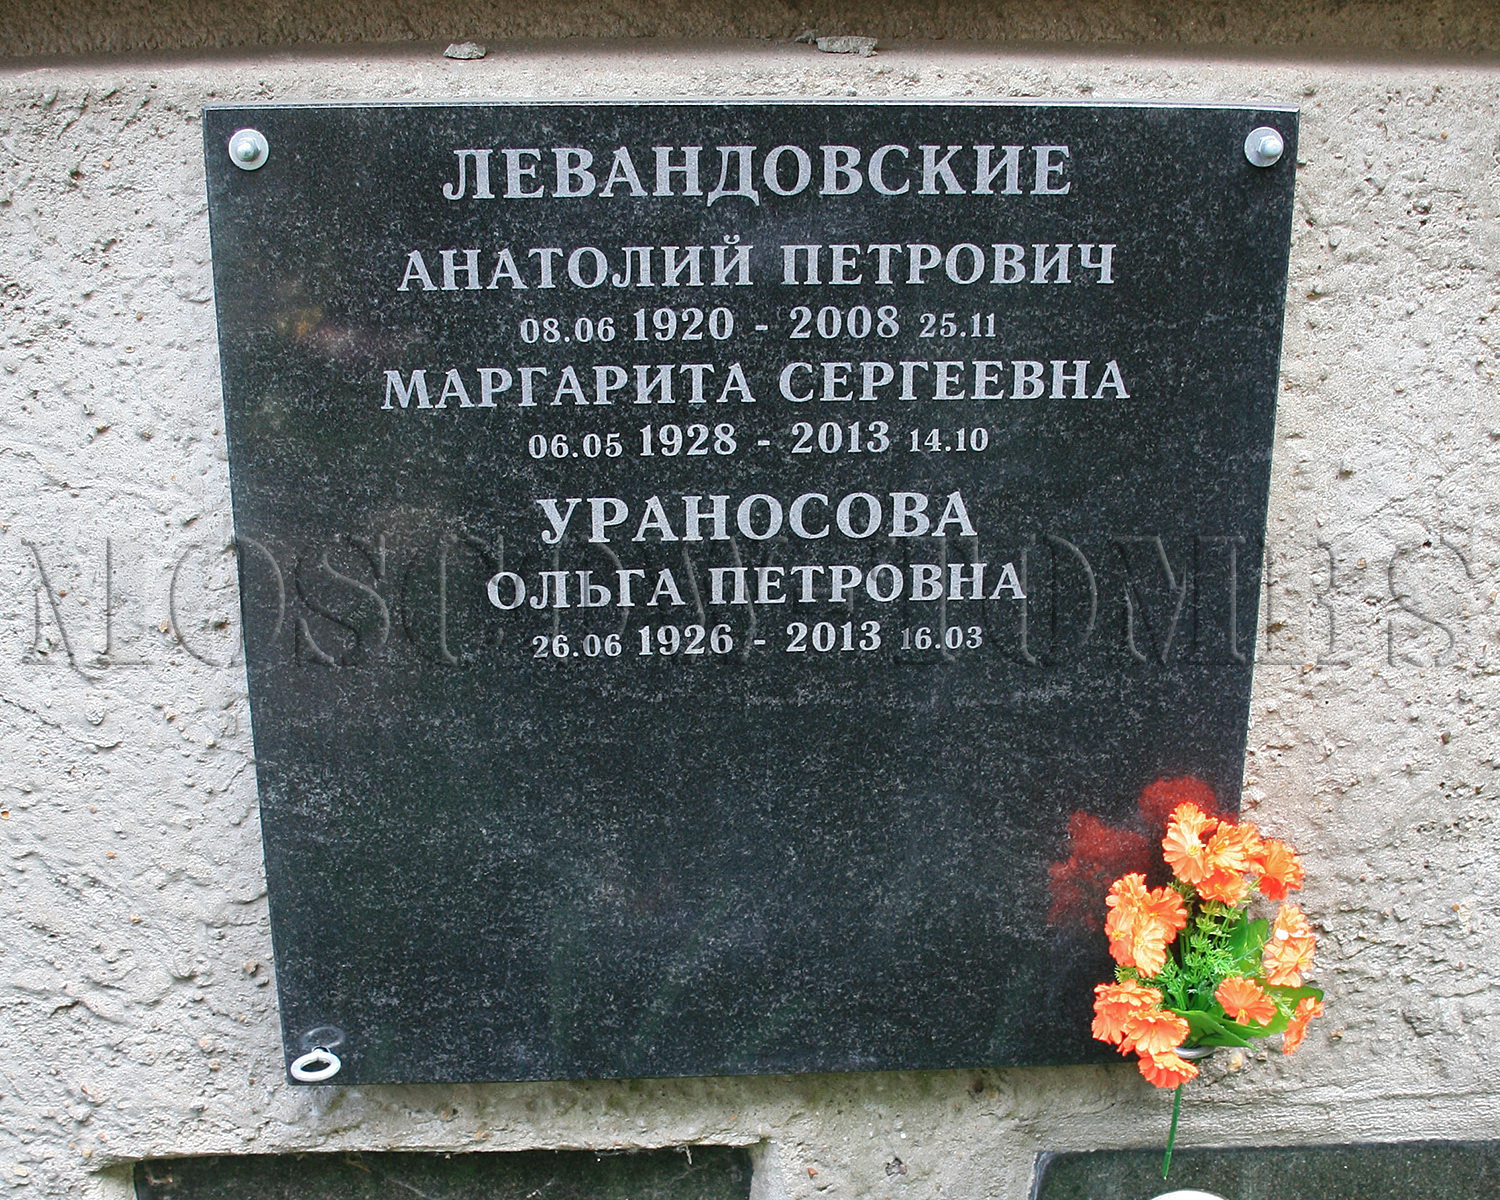 ЛЕВАНДОВСКИЕ
АНАТОЛИЙ ПЕТРОВИЧ
08.06 1920 - 2008 25.11
МАРГАРИТА СЕРГЕЕВНА
06.05 1928 - 2013 14.10
УРАНОСОВА
ОЛЬГА ПЕТРОВНА
26.06 1926 - 2013 16.03
MOSCOW-TOMBS